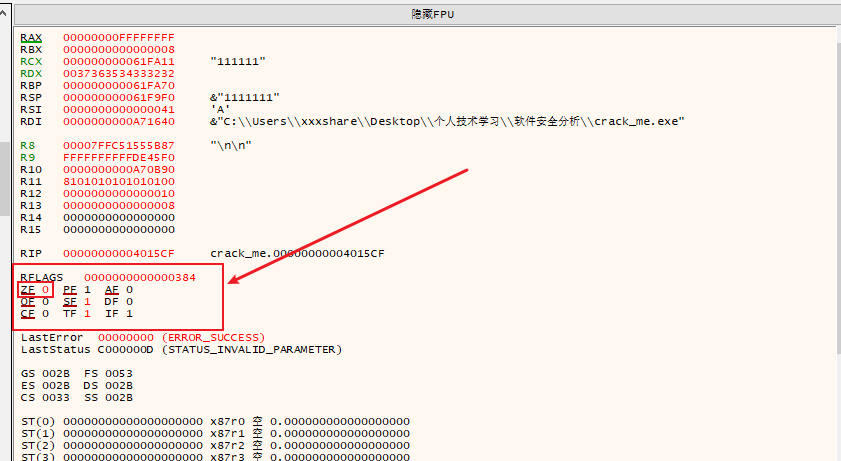 隐藏FPU
RAX 00000000FFFFFFFF
RBX 0000000000000008
RCX 000000000061FA11 "111111"
RDX 0037363534333232
RBP 000000000061FA70
RSP 000000000061F9F0 &"1111111"
RSI 0000000000000041 'A'
RDI 0000000000A71640 &"C:\\Users\\xxxshare\\Desktop\\个人技术学习\\软件安全分析\\crack_me.exe"
R8 00007FFC51555B87 "\n\n"
R9 FFFFFFFFFFDE45F0
R10 0000000000A70B90
R11 8101010101010100
R12 0000000000000010
R13 0000000000000008
R14 0000000000000000
R15 0000000000000000
RIP 00000000004015CF crack_me.00000000004015CF
RFLAGS 0000000000000384
ZF 0 PF 1 AF 0
OF 0 SF 1 DF 0
CF 0 TF 1 IF 1
LastError 00000000 (ERROR_SUCCESS)
LastStatus C000000D (STATUS_INVALID_PARAMETER)
GS 002B FS 0053
ES 002B DS 002B
CS 0033 SS 002B
ST(0) 00000000000000000000 x87r0 空 0.000000000000000000
ST(1) 00000000000000000000 x87r1 空 0.000000000000000000
ST(2) 00000000000000000000 x87r2 空 0.000000000000000000
ST(3) 00000000000000000000 x87r3 空 0.000000000000000000